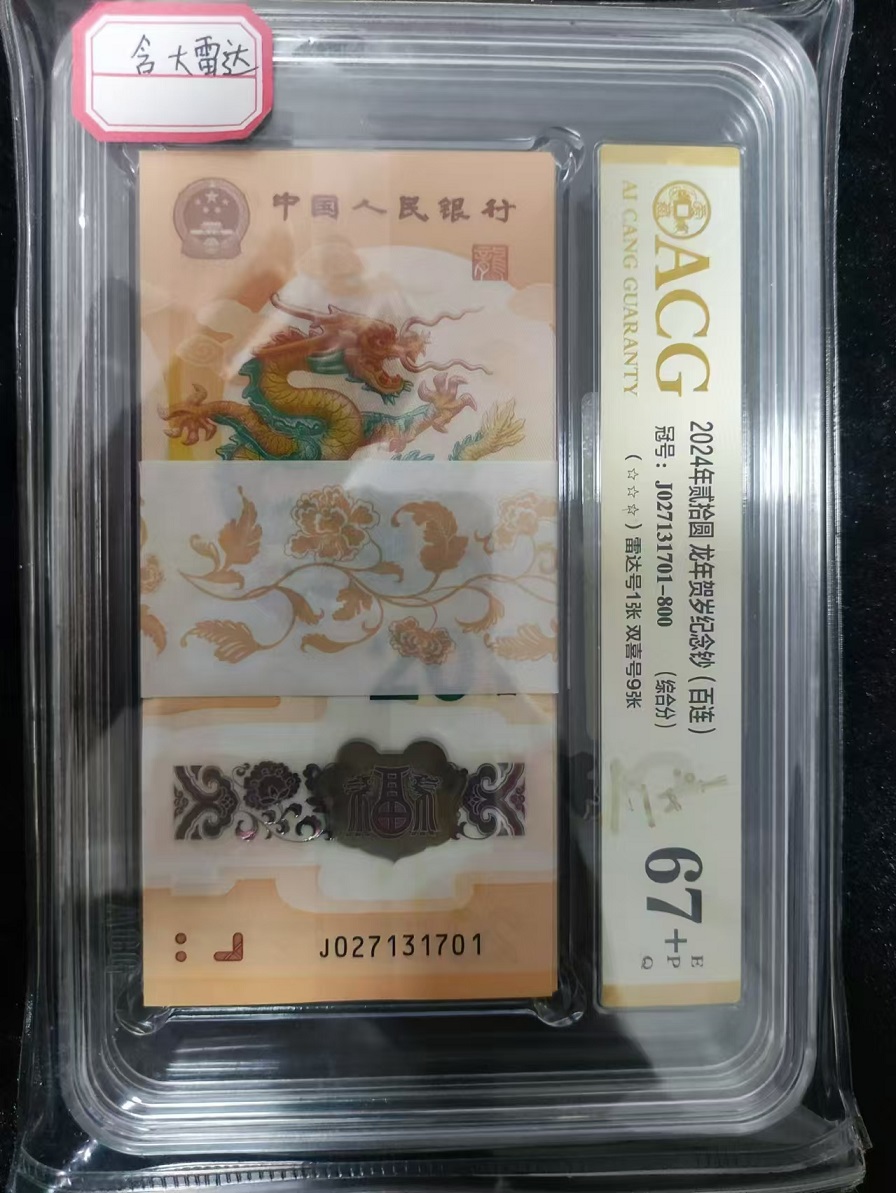 含大雷达
中国人民银行
龍
福
J027131701
ACG
AI CANG GUARANTY
2024年贰拾圆 龙年贺岁纪念钞（百连）
冠号：J027131701-800 （综合分）
（☆☆☆）雷达号1张 双喜号9张
67+
E
P
Q